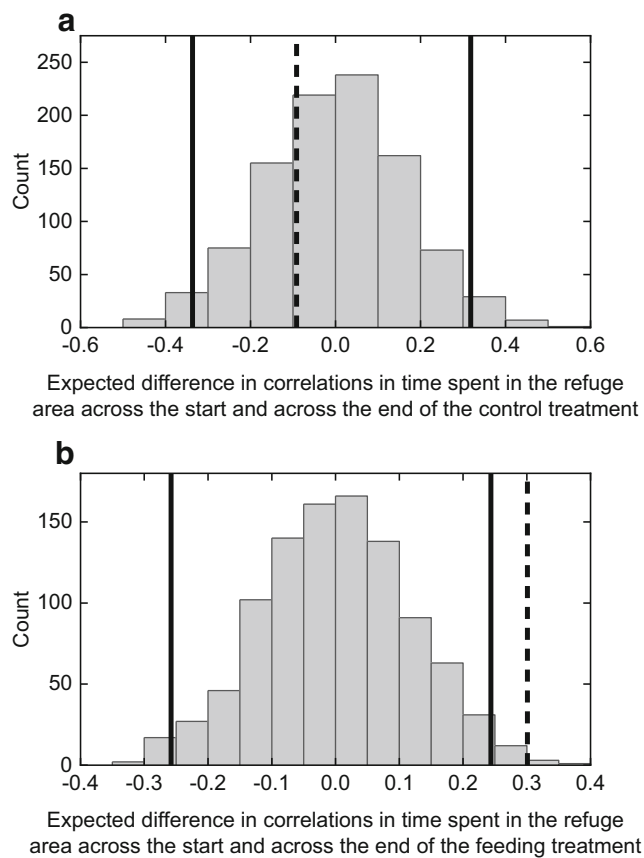 a
250
200
150
100
50
0
Count
-0.6 -0.4 -0.2 0.0 0.2 0.4 0.6
Expected difference in correlations in time spent in the refuge
area across the start and across the end of the control treatment
b
150
100
50
0
Count
-0.4 -0.3 -0.2 -0.1 0.0 0.1 0.2 0.3 0.4
Expected difference in correlations in time spent in the refuge
area across the start and across the end of the feeding treatment